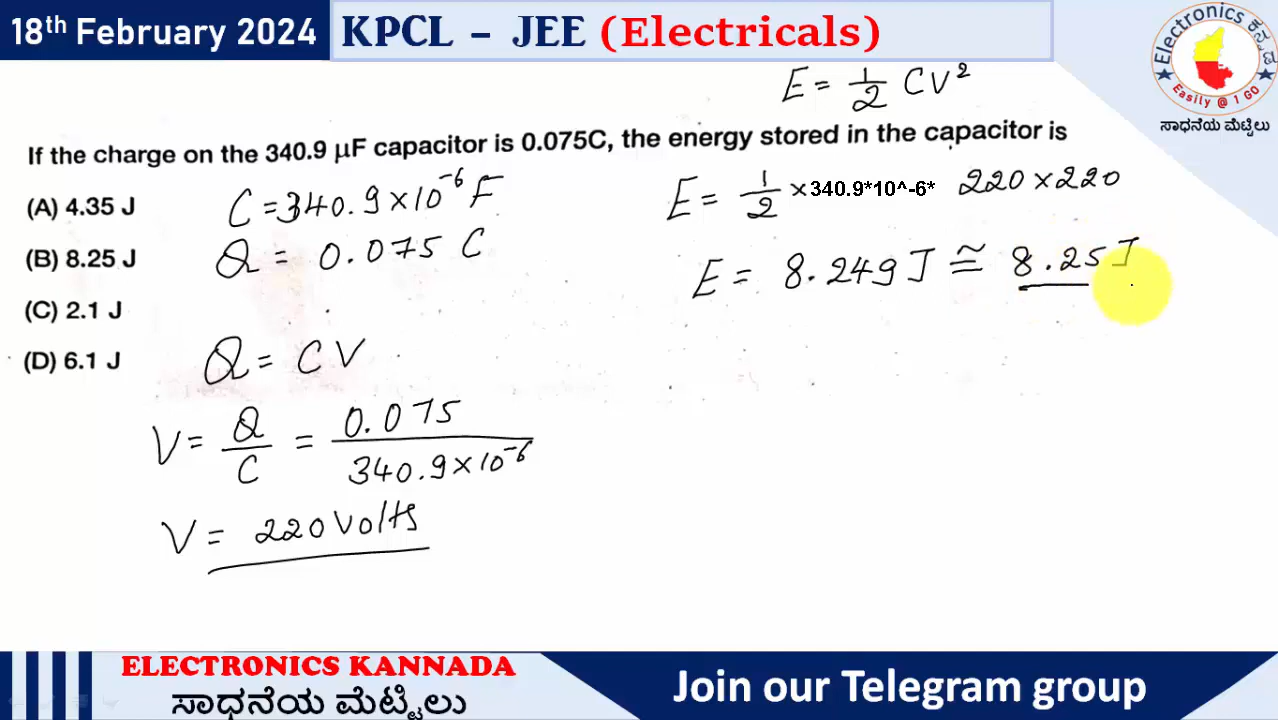 18th February 2024
KPCL - JEE (Electricals)
Electronics ಕನ್ನಡ
Easily @ 1 GO
ಸಾಧನೆಯ ಮೆಟ್ಟಿಲು
E = 1/2 CV²
If the charge on the 340.9 µF capacitor is 0.075C, the energy stored in the capacitor is
(A) 4.35 J
(B) 8.25 J
(C) 2.1 J
(D) 6.1 J
C = 340.9 × 10⁻⁶ F
Q = 0.075 C
Q = CV
V = Q/C = 0.075 / 340.9 × 10⁻⁶
V = 220 Volts
E = 1/2 × 340.9*10^-6* 220 × 220
E = 8.249 J ≅ 8.25 J
ELECTRONICS KANNADA
ಸಾಧನೆಯ ಮೆಟ್ಟಿಲು
Join our Telegram group